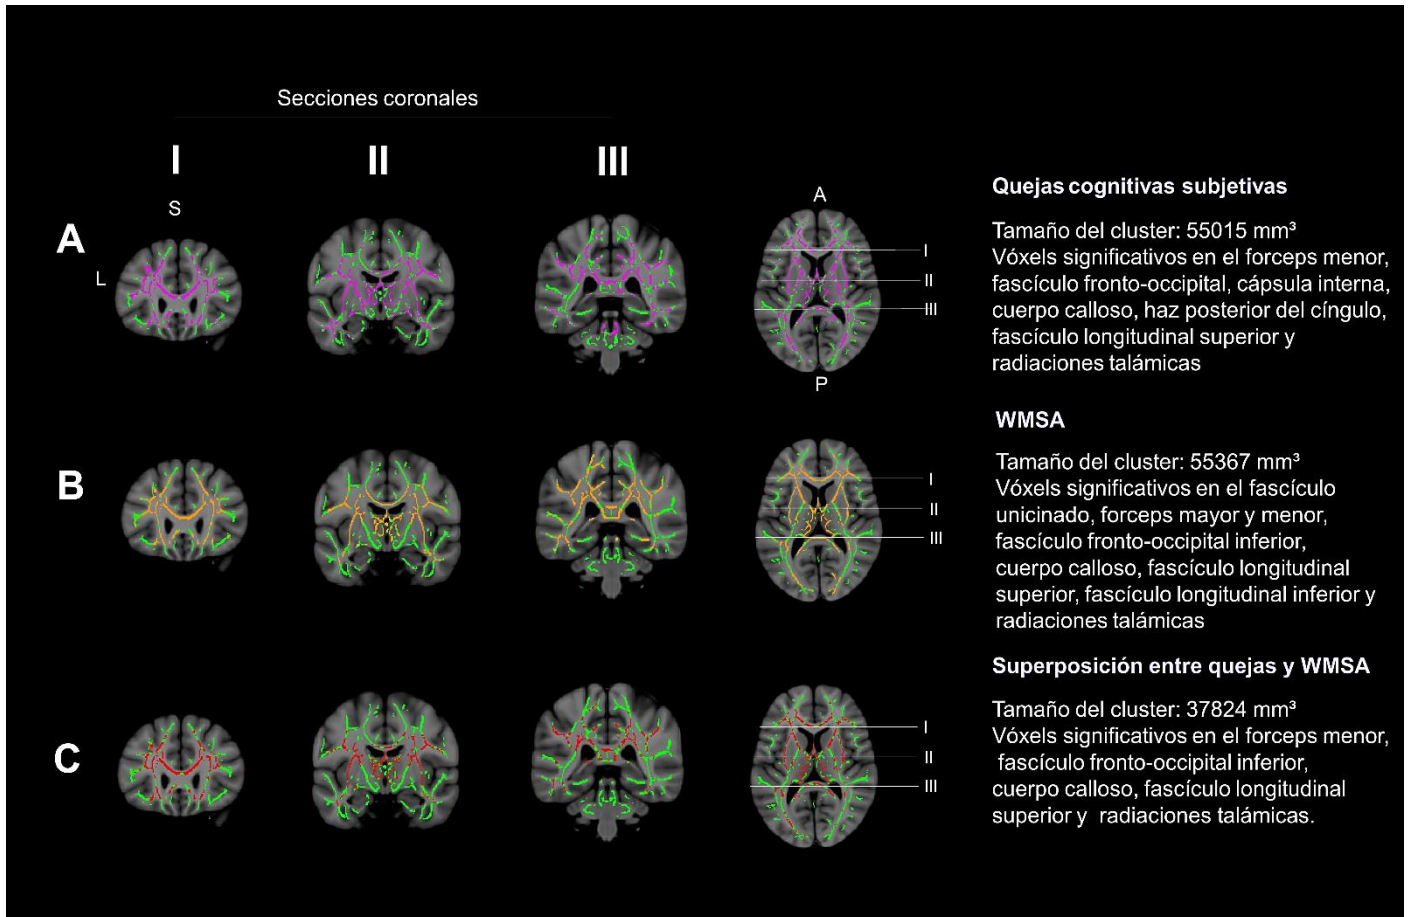 Secciones coronales
I
II
III
S
A
L
A
I
II
III
P
Quejas cognitivas subjetivas
Tamaño del cluster: 55015 mm³
Vóxels significativos en el forceps menor,
fascículo fronto-occipital, cápsula interna,
cuerpo calloso, haz posterior del cíngulo,
fascículo longitudinal superior y
radiaciones talámicas
B
I
II
III
WMSA
Tamaño del cluster: 55367 mm³
Vóxels significativos en el fascículo
unicinado, forceps mayor y menor,
fascículo fronto-occipital inferior,
cuerpo calloso, fascículo longitudinal
superior, fascículo longitudinal inferior y
radiaciones talámicas
C
I
II
III
Superposición entre quejas y WMSA
Tamaño del cluster: 37824 mm³
Vóxels significativos en el forceps menor,
fascículo fronto-occipital inferior,
cuerpo calloso, fascículo longitudinal
superior y radiaciones talámicas.